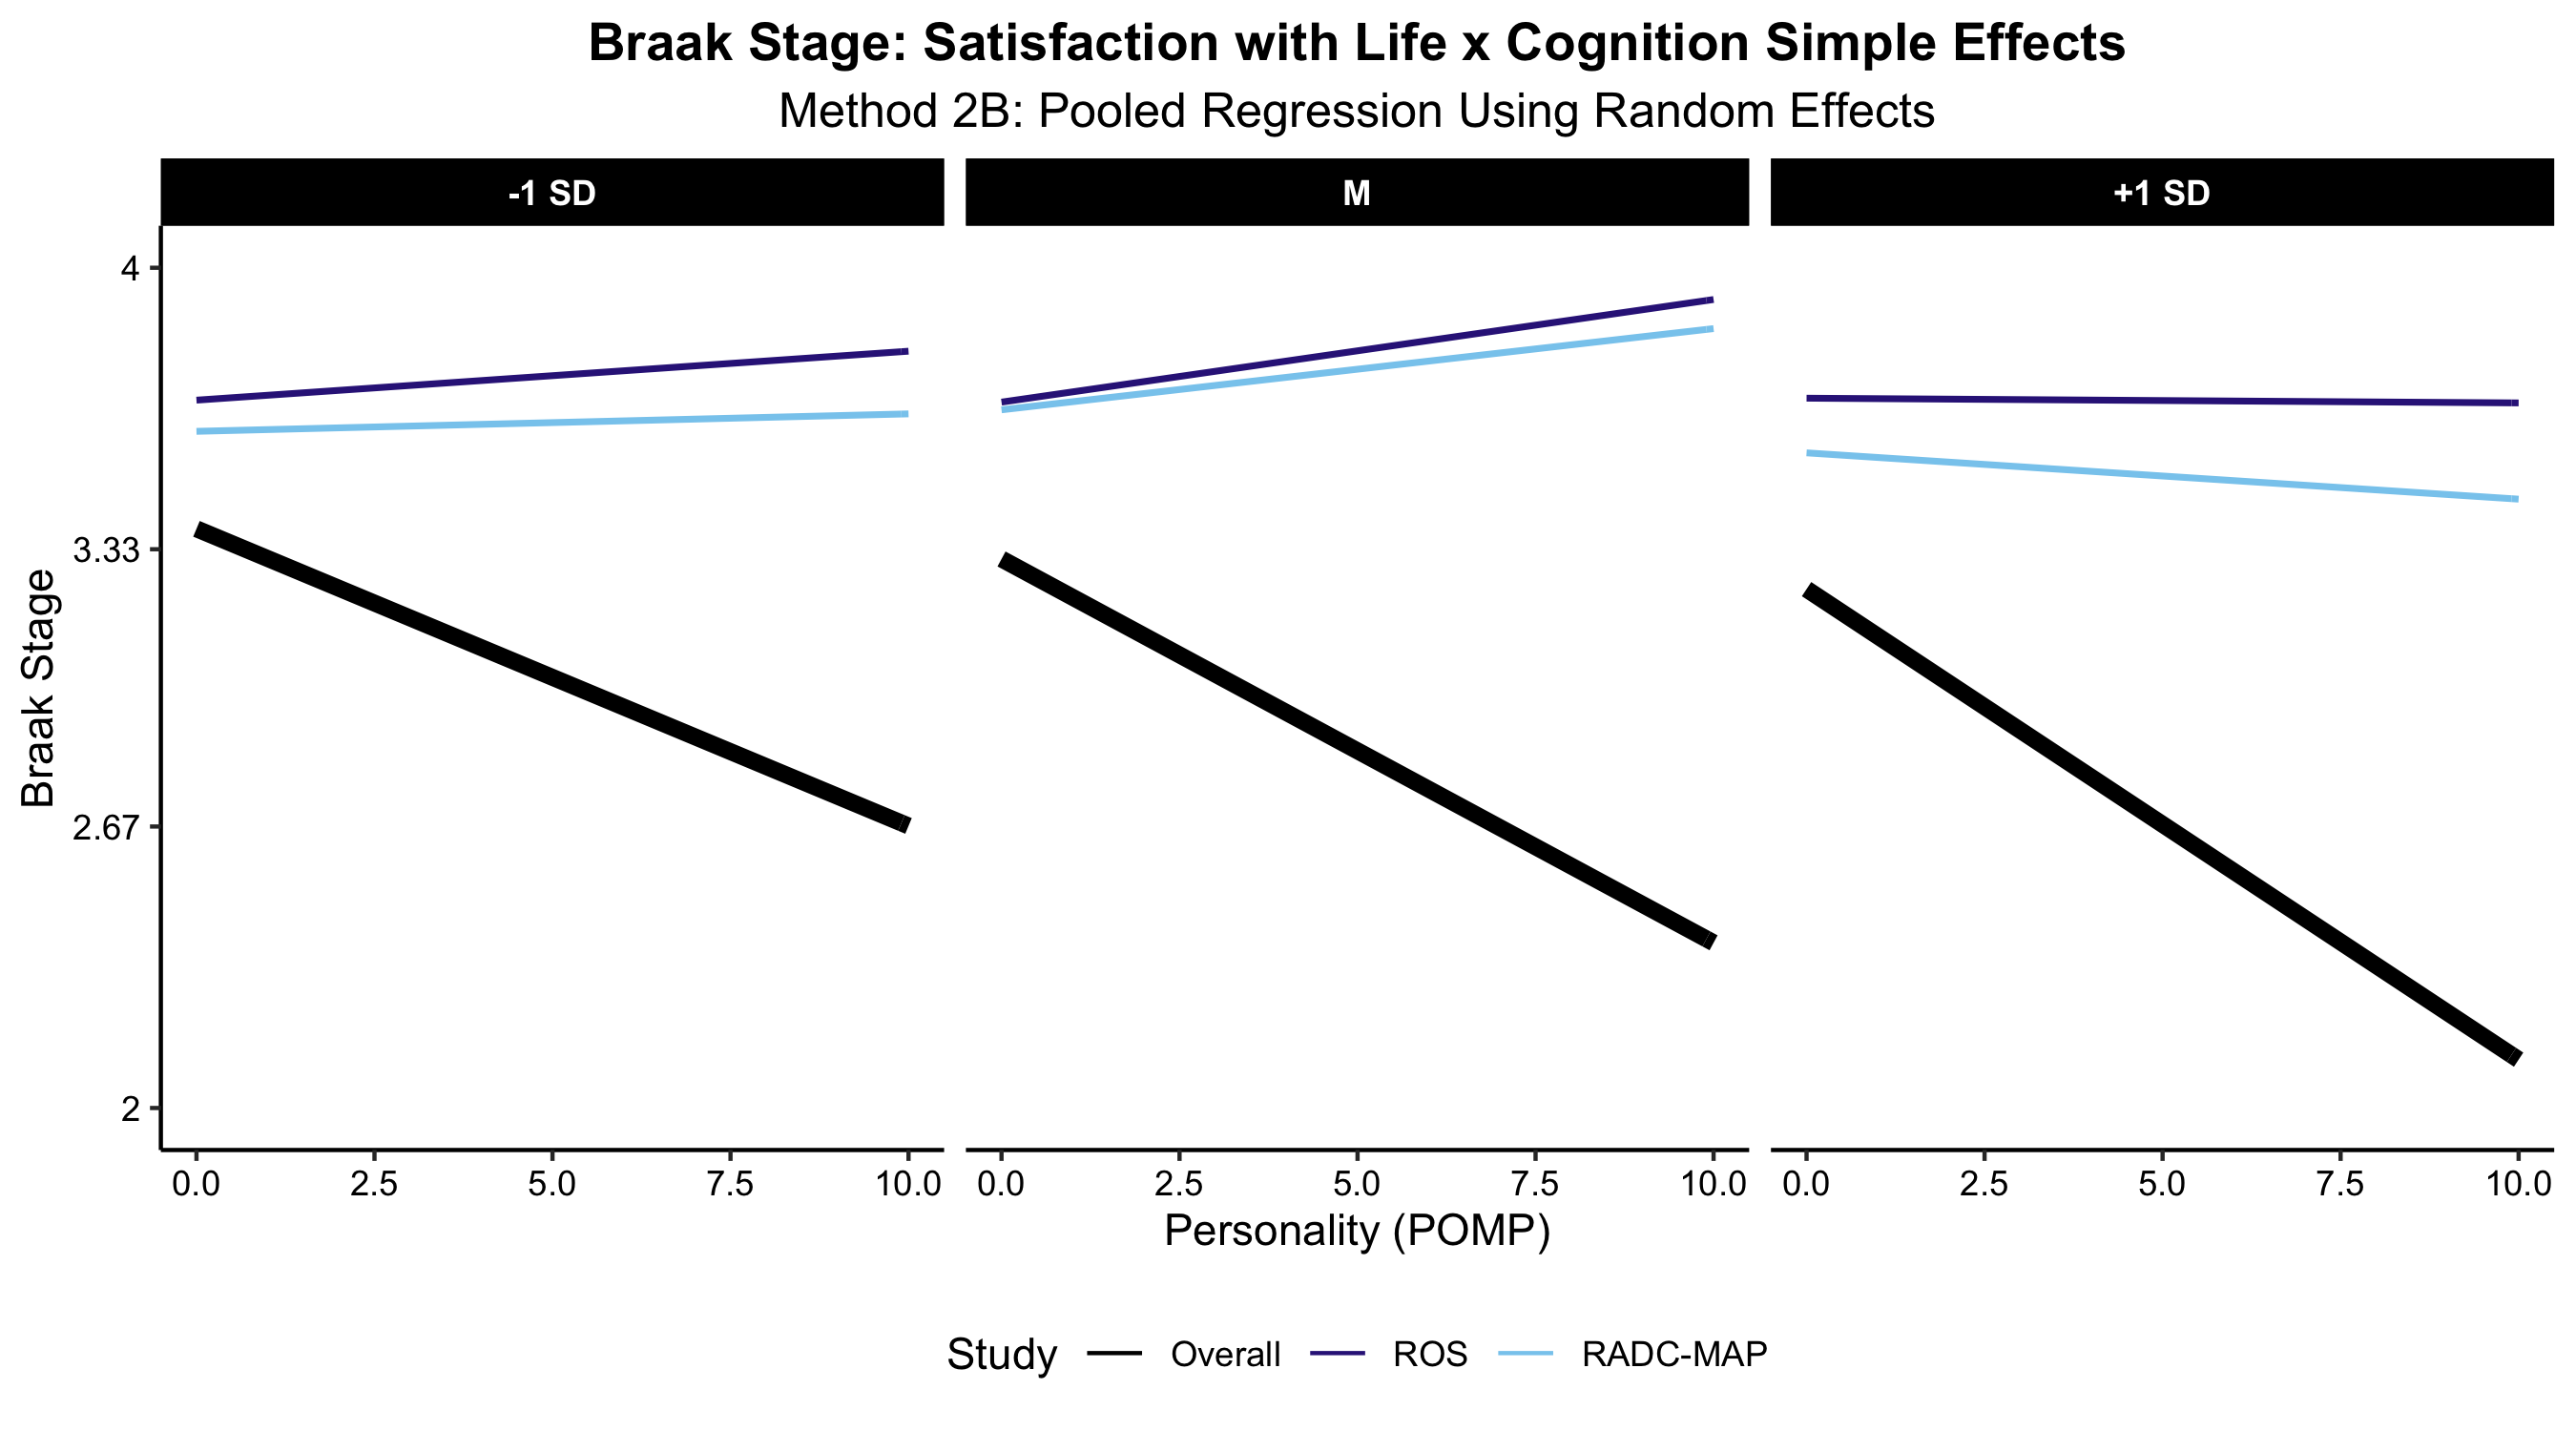 Braak Stage: Satisfaction with Life x Cognition Simple Effects
Method 2B: Pooled Regression Using Random Effects
-1 SD
M
+1 SD
Braak Stage
4
3.33
2.67
2
0.0 2.5 5.0 7.5 10.0
0.0 2.5 5.0 7.5 10.0
0.0 2.5 5.0 7.5 10.0
Personality (POMP)
Study Overall ROS RADC-MAP